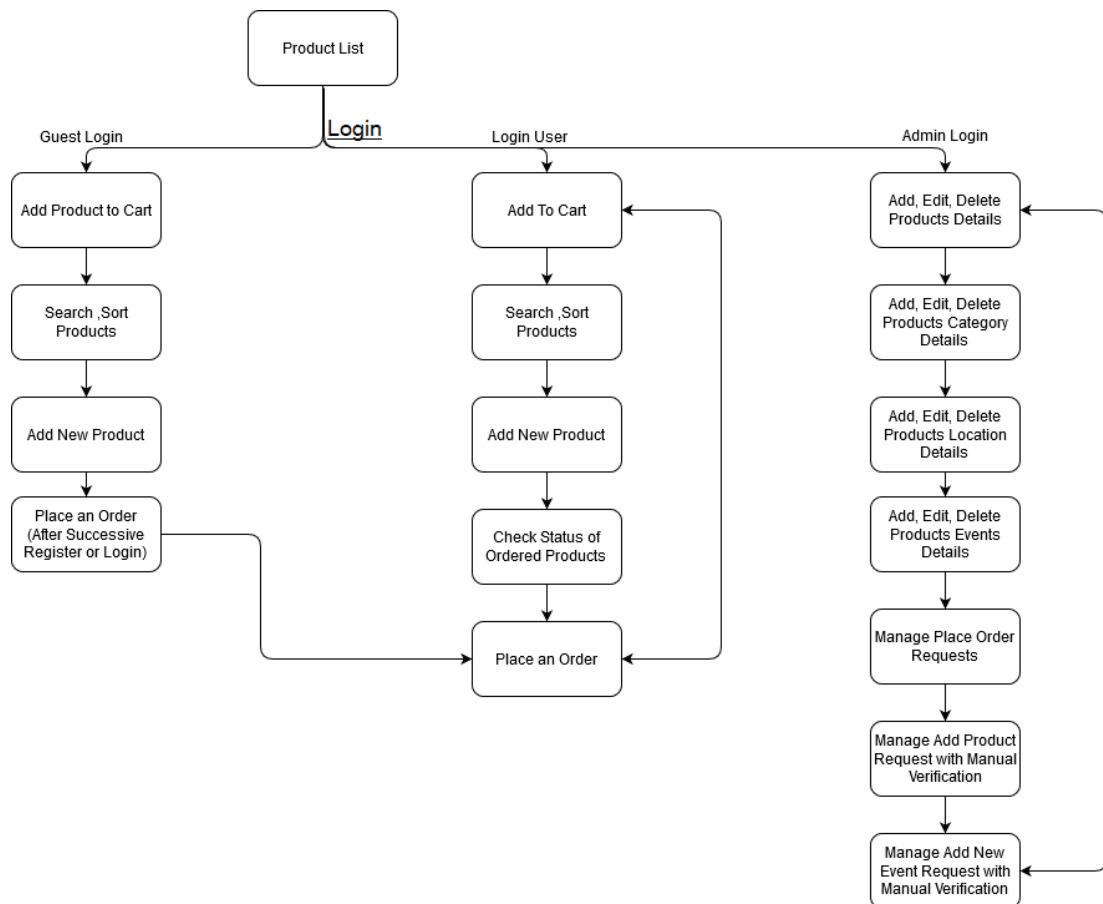 Product List
Login
Guest Login
Login User
Admin Login
Add Product to Cart
Search ,Sort
Products
Add New Product
Place an Order
(After Successive
Register or Login)
Add To Cart
Search ,Sort
Products
Add New Product
Check Status of
Ordered Products
Place an Order
Add, Edit, Delete
Products Details
Add, Edit, Delete
Products Category
Details
Add, Edit, Delete
Products Location
Details
Add, Edit, Delete
Products Events
Details
Manage Place Order
Requests
Manage Add Product
Request with Manual
Verification
Manage Add New
Event Request with
Manual Verification